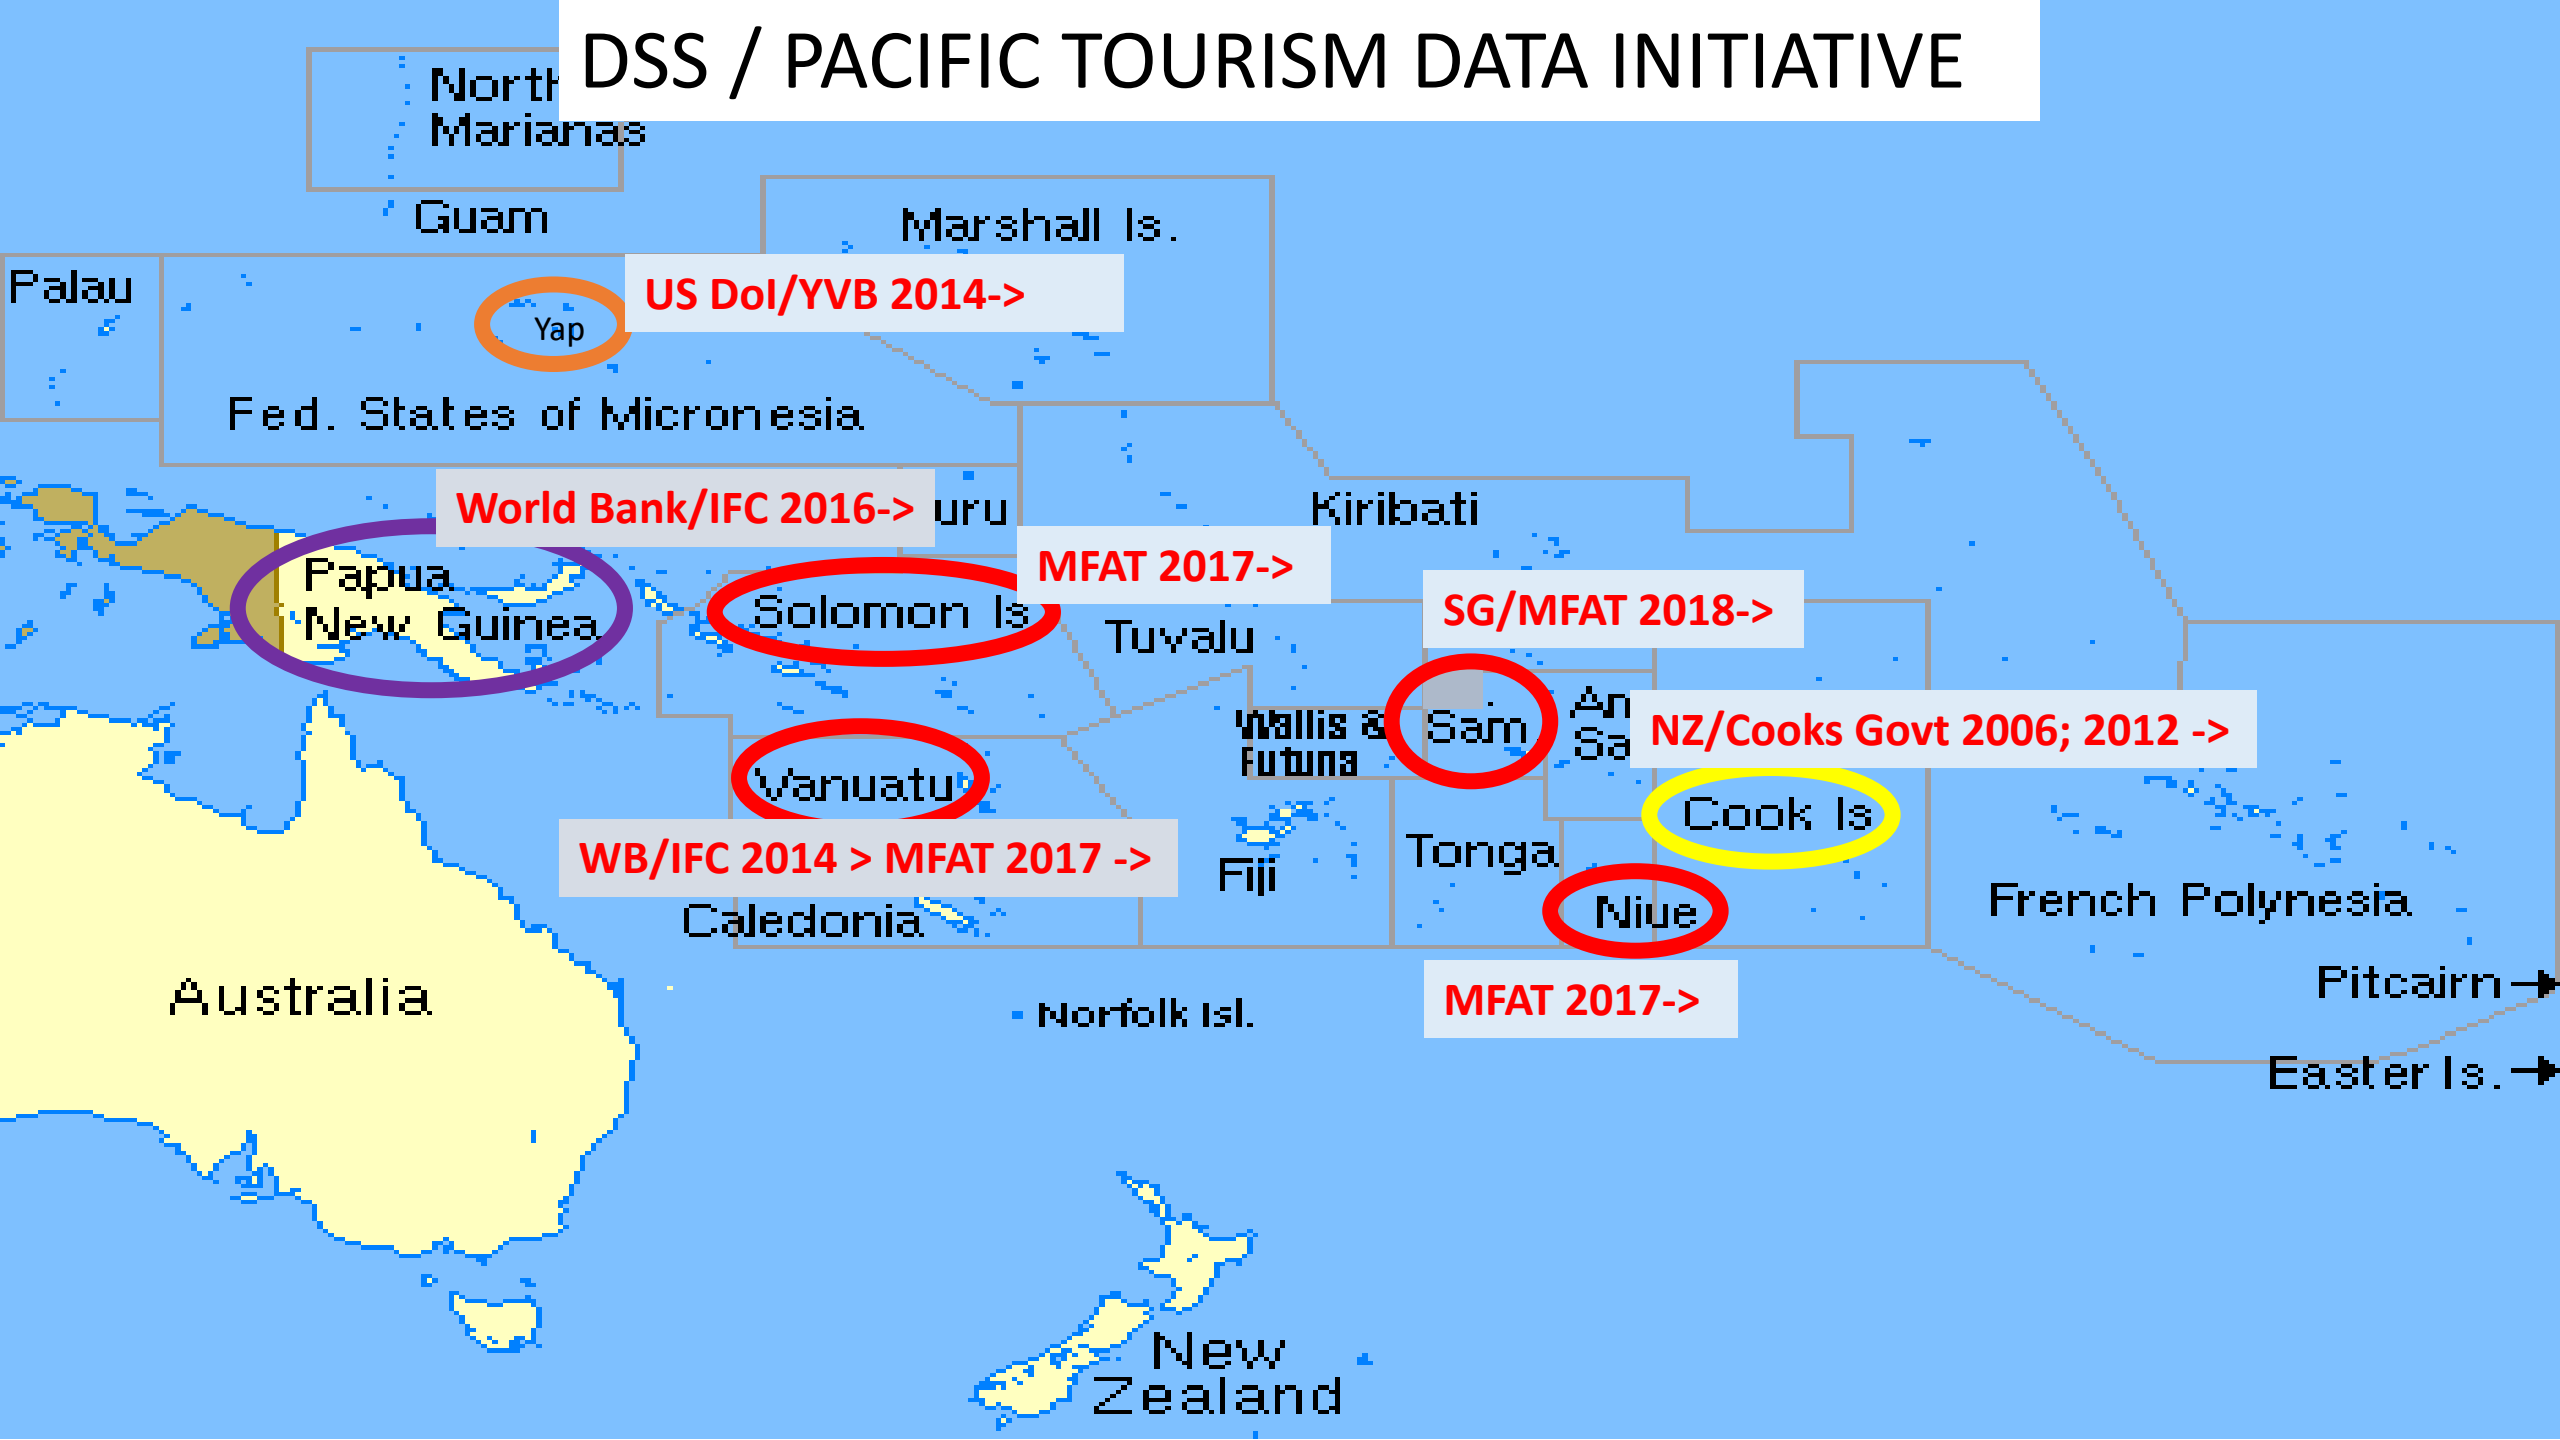 DSS / PACIFIC TOURISM DATA INITIATIVE
North
Marianas
Guam
Marshall Is.
Palau
US DoI/YVB 2014->
Yap
Fed. States of Micronesia
World Bank/IFC 2016->
uru
Kiribati
MFAT 2017->
Papua
New Guinea
Solomon Is
SG/MFAT 2018->
Tuvalu
Wallis &
Futuna
Sam
Am
Sa
NZ/Cooks Govt 2006; 2012 ->
Vanuatu
Cook Is
WB/IFC 2014 > MFAT 2017 ->
Fiji
Tonga
Caledonia
Niue
French Polynesia
Australia
MFAT 2017->
Norfolk Isl.
Pitcairn
Easter Is.
New
Zealand